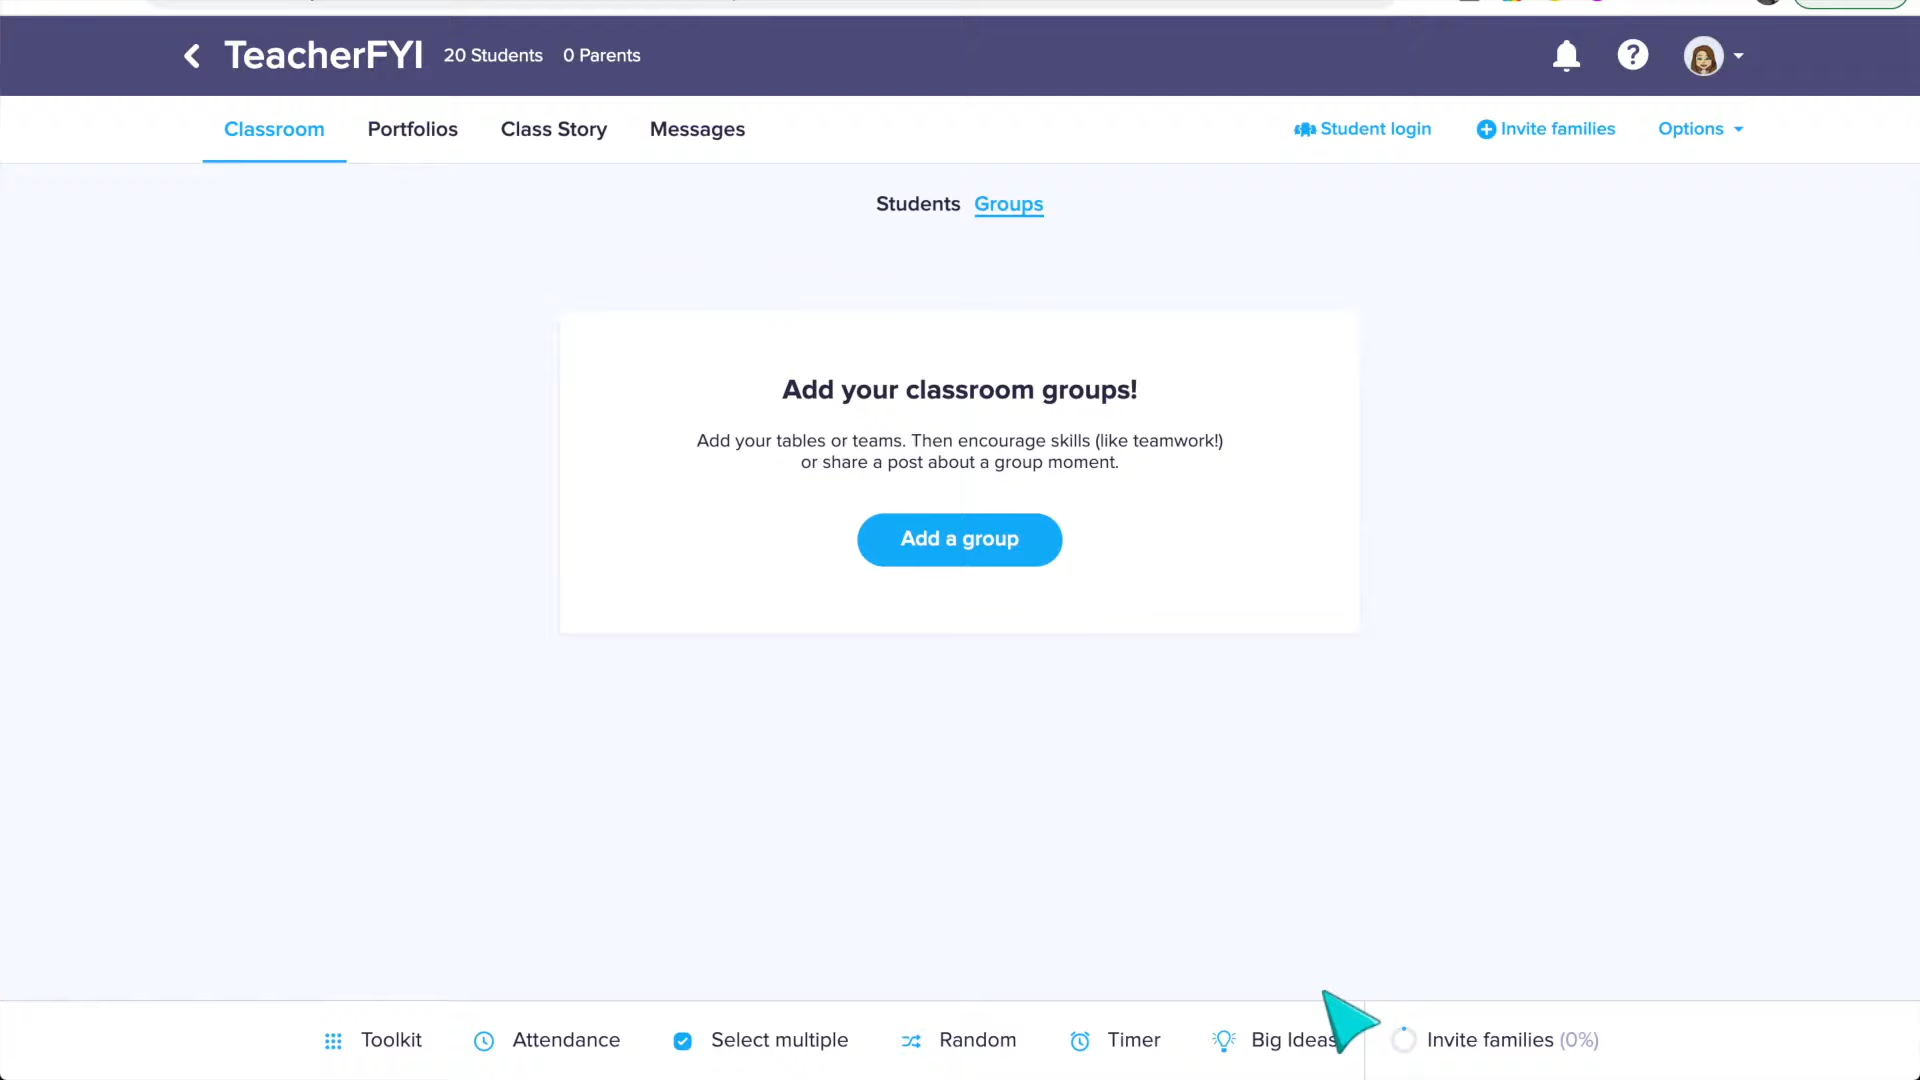 TeacherFYI 20 Students 0 Parents
Classroom Portfolios Class Story Messages Student login Invite families Options
Students Groups
Add your classroom groups!
Add your tables or teams. Then encourage skills (like teamwork!)
or share a post about a group moment.
Add a group
Toolkit Attendance Select multiple Random Timer Big Ideas Invite families (0%)